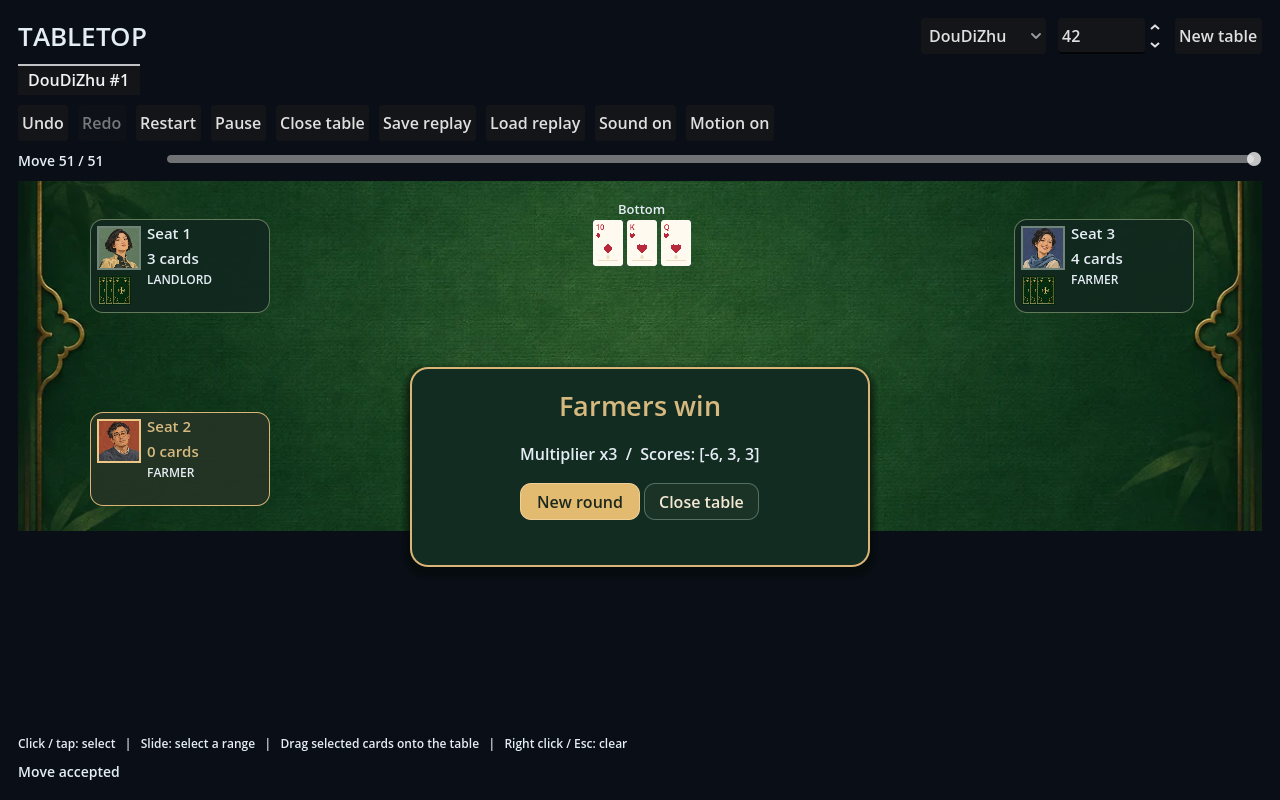 TABLETOP
DouDiZhu
42
New table
DouDiZhu #1
Undo
Redo
Restart
Pause
Close table
Save replay
Load replay
Sound on
Motion on
Move 51 / 51
Bottom
10
K
Q
Seat 1
3 cards
LANDLORD
Seat 3
4 cards
FARMER
Seat 2
0 cards
FARMER
Farmers win
Multiplier x3 / Scores: [-6, 3, 3]
New round
Close table
Click / tap: select | Slide: select a range | Drag selected cards onto the table | Right click / Esc: clear
Move accepted